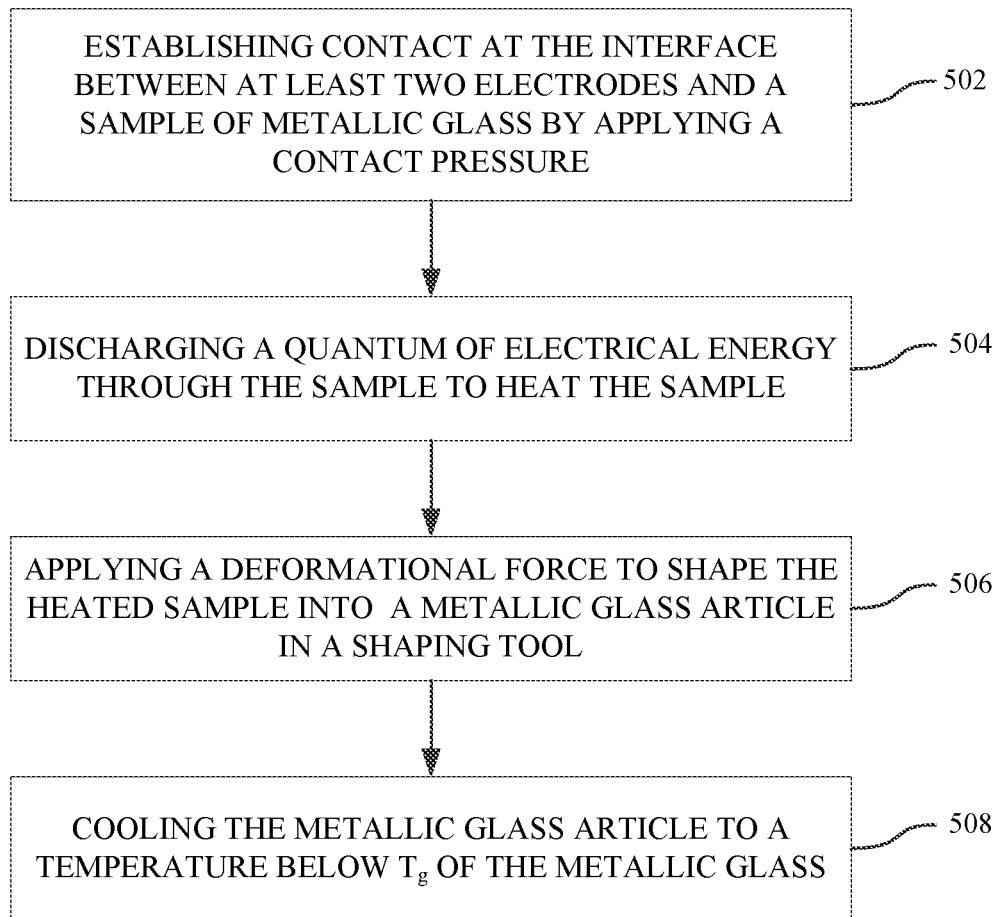 ESTABLISHING CONTACT AT THE INTERFACE
BETWEEN AT LEAST TWO ELECTRODES AND A
SAMPLE OF METALLIC GLASS BY APPLYING A
CONTACT PRESSURE
502
DISCHARGING A QUANTUM OF ELECTRICAL ENERGY
THROUGH THE SAMPLE TO HEAT THE SAMPLE
504
APPLYING A DEFORMATIONAL FORCE TO SHAPE THE
HEATED SAMPLE INTO A METALLIC GLASS ARTICLE
IN A SHAPING TOOL
506
COOLING THE METALLIC GLASS ARTICLE TO A
TEMPERATURE BELOW Tg OF THE METALLIC GLASS
508